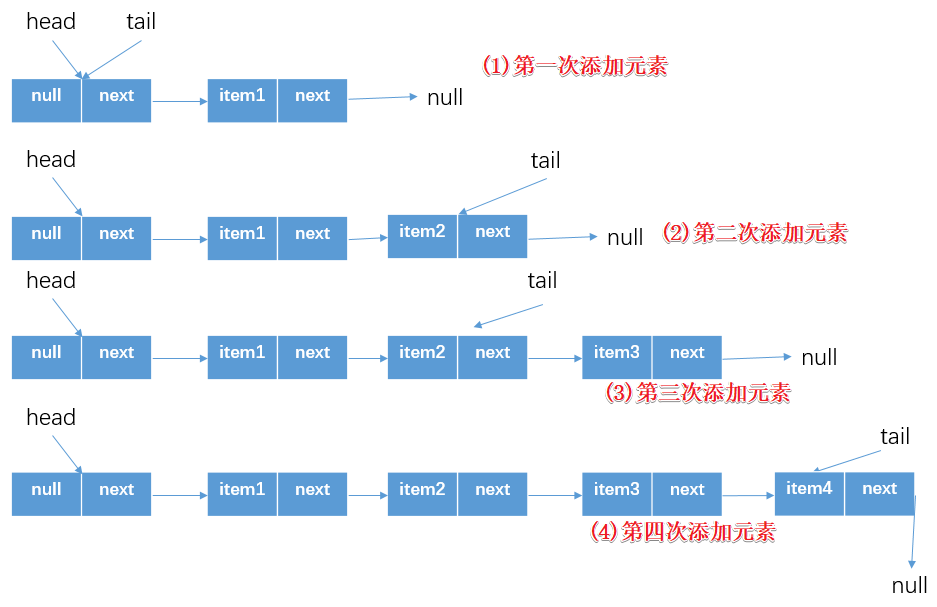 head tail
(1)第一次添加元素
null next item1 next null
head tail
null next item1 next item2 next null (2)第二次添加元素
head tail
null next item1 next item2 next item3 next null
(3)第三次添加元素
head tail
null next item1 next item2 next item3 next item4 next
(4)第四次添加元素
null